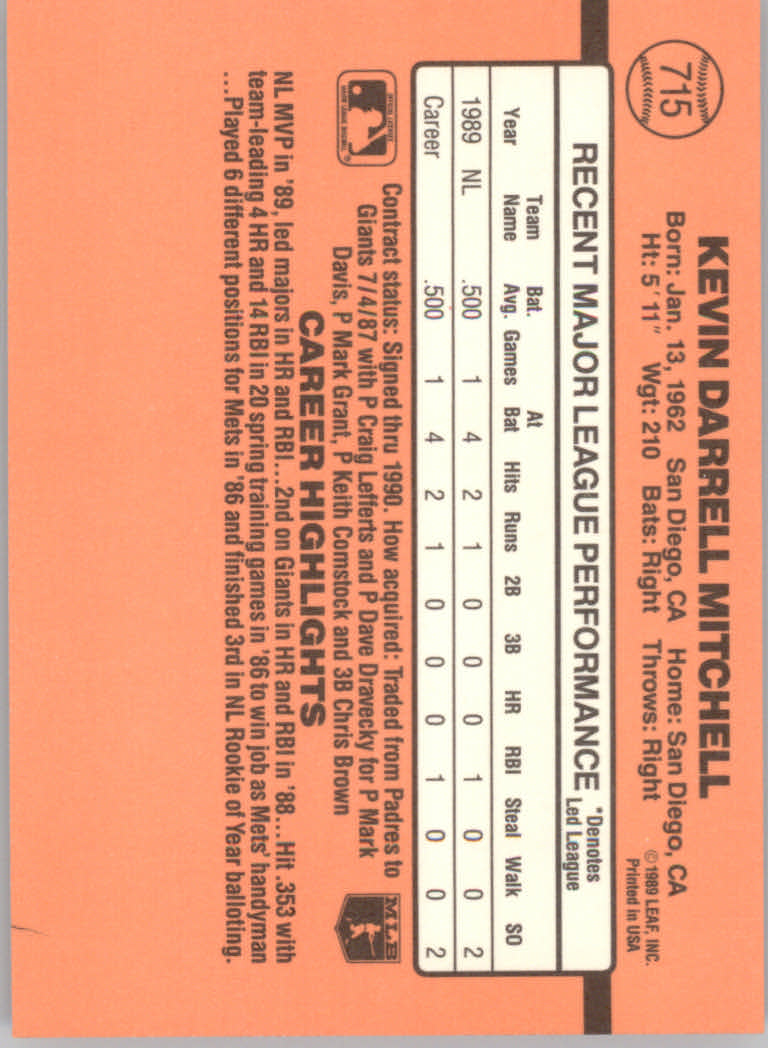 715
KEVIN DARRELL MITCHELL
Born: Jan. 13, 1962 San Diego, CA Home: San Diego, CA
Ht: 5' 11" Wgt: 210 Bats: Right Throws: Right
©1989 LEAF, INC.
Printed in USA
RECENT MAJOR LEAGUE PERFORMANCE
*Denotes
Led League
Year Team Name Bat. Avg. Games At Bat Hits Runs 2B 3B HR RBI Steal Walk SO
1989 NL .500 1 4 2 1 0 0 0 1 0 0 2
Career .500 1 4 2 1 0 0 0 1 0 0 2
Contract status: Signed thru 1990. How acquired: Traded from Padres to
Giants 7/4/87 with P Craig Lefferts and P Dave Dravecky for P Mark
Davis, P Mark Grant, P Keith Comstock and 3B Chris Brown
MLB
CAREER HIGHLIGHTS
NL MVP in '89, led majors in HR and RBI...2nd on Giants in HR and RBI in '88...Hit .353 with
team-leading 4 HR and 14 RBI in 20 spring training games in '86 to win job as Mets' handyman
...Played 6 different positions for Mets in '86 and finished 3rd in NL Rookie of Year balloting.